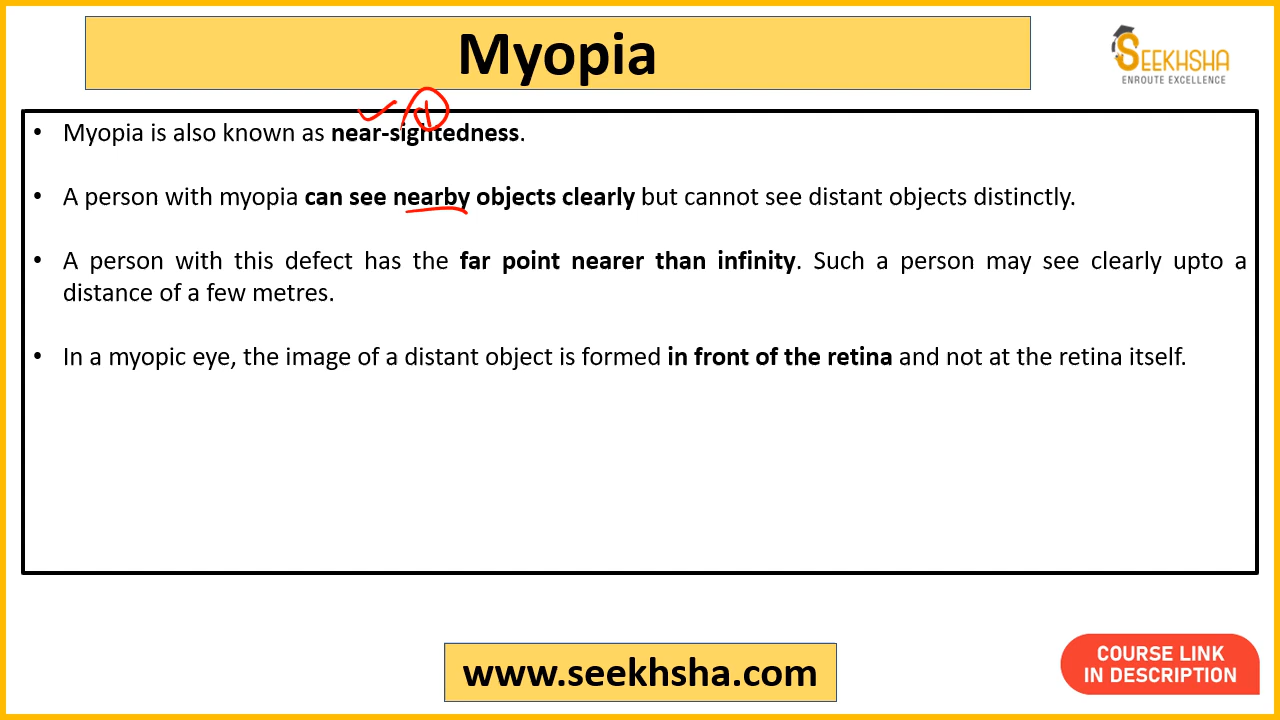 Myopia
SEEKHSHA
ENROUTE EXCELLENCE
• Myopia is also known as near-sightedness.
• A person with myopia can see nearby objects clearly but cannot see distant objects distinctly.
• A person with this defect has the far point nearer than infinity. Such a person may see clearly upto a
distance of a few metres.
• In a myopic eye, the image of a distant object is formed in front of the retina and not at the retina itself.
www.seekhsha.com
COURSE LINK
IN DESCRIPTION